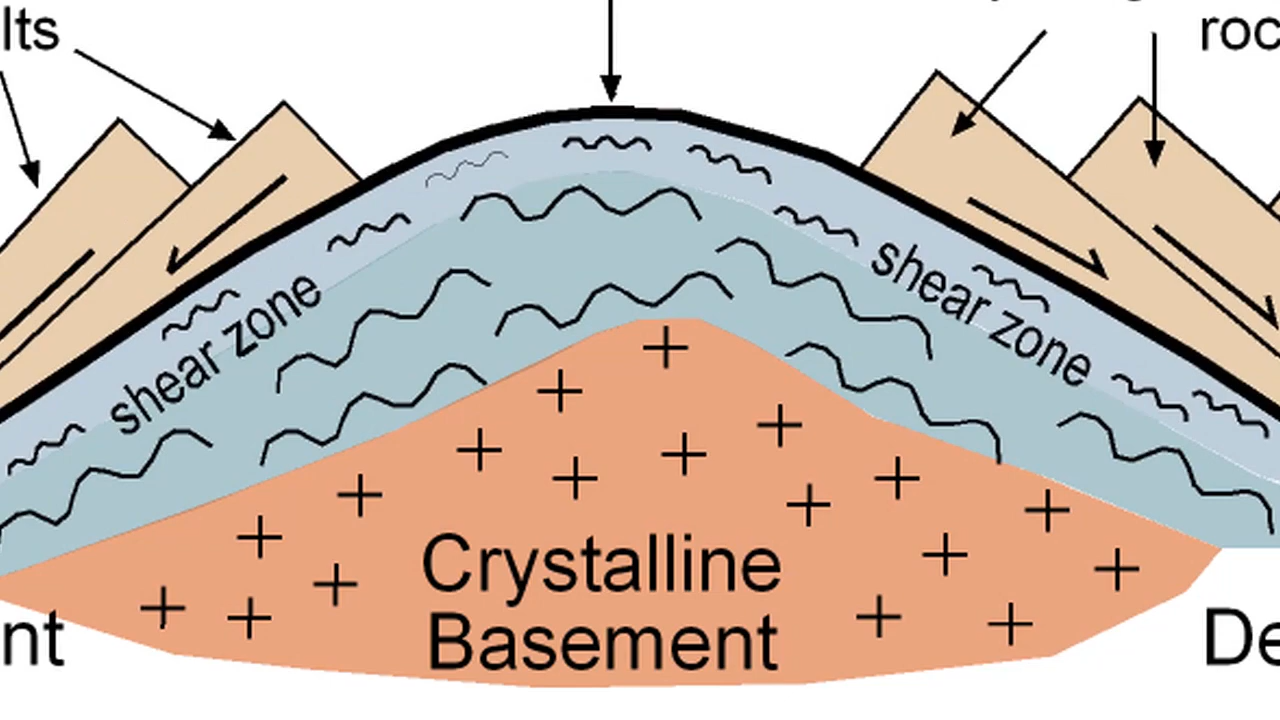 lts
roc
shear zone
shear zone
Crystalline
Basement
nt
De